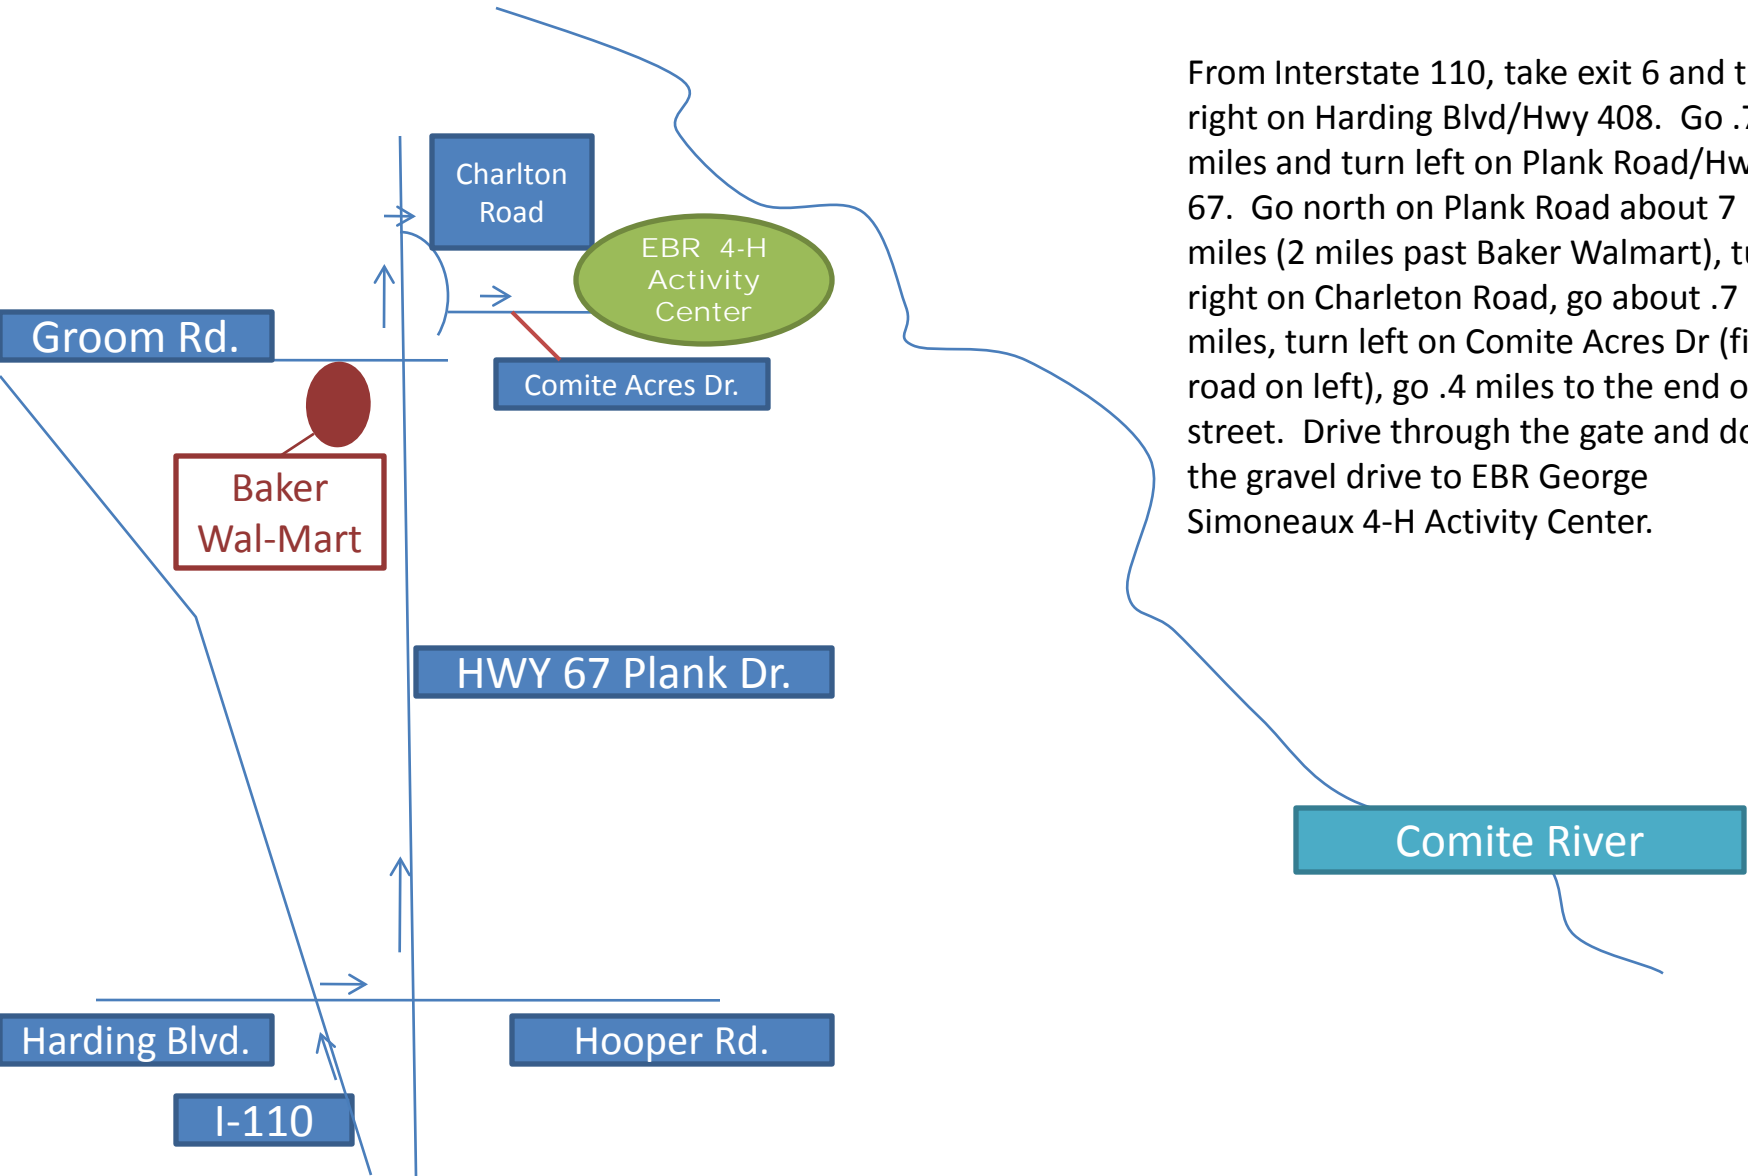 From Interstate 110, take exit 6 and t
right on Harding Blvd/Hwy 408. Go .7
miles and turn left on Plank Road/Hw
67. Go north on Plank Road about 7
miles (2 miles past Baker Walmart), tu
right on Charleton Road, go about .7
miles, turn left on Comite Acres Dr (fi
road on left), go .4 miles to the end o
street. Drive through the gate and do
the gravel drive to EBR George
Simoneaux 4-H Activity Center.
Charlton
Road
EBR 4-H
Activity
Center
Groom Rd.
Comite Acres Dr.
Baker
Wal-Mart
HWY 67 Plank Dr.
Comite River
Harding Blvd.
Hooper Rd.
I-110